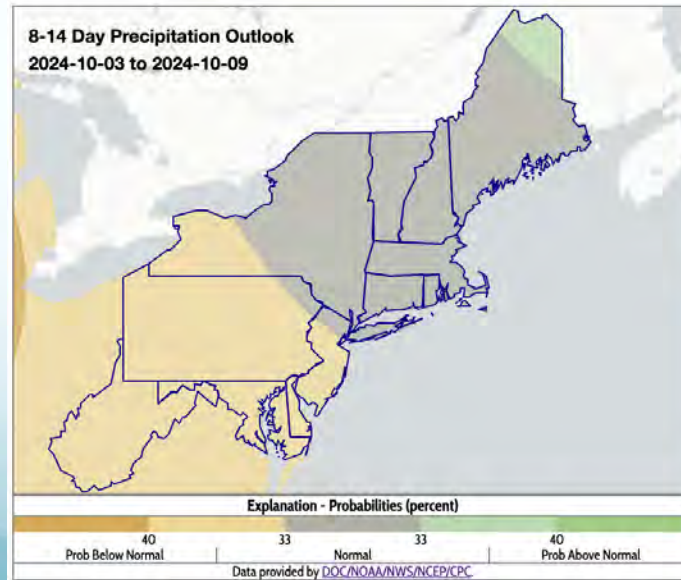 8-14 Day Precipitation Outlook
2024-10-03 to 2024-10-09
Explanation - Probabilities (percent)
40 33 33 40
Prob Below Normal Normal Prob Above Normal
Data provided by DOC/NOAA/NWS/NCEP/CPC